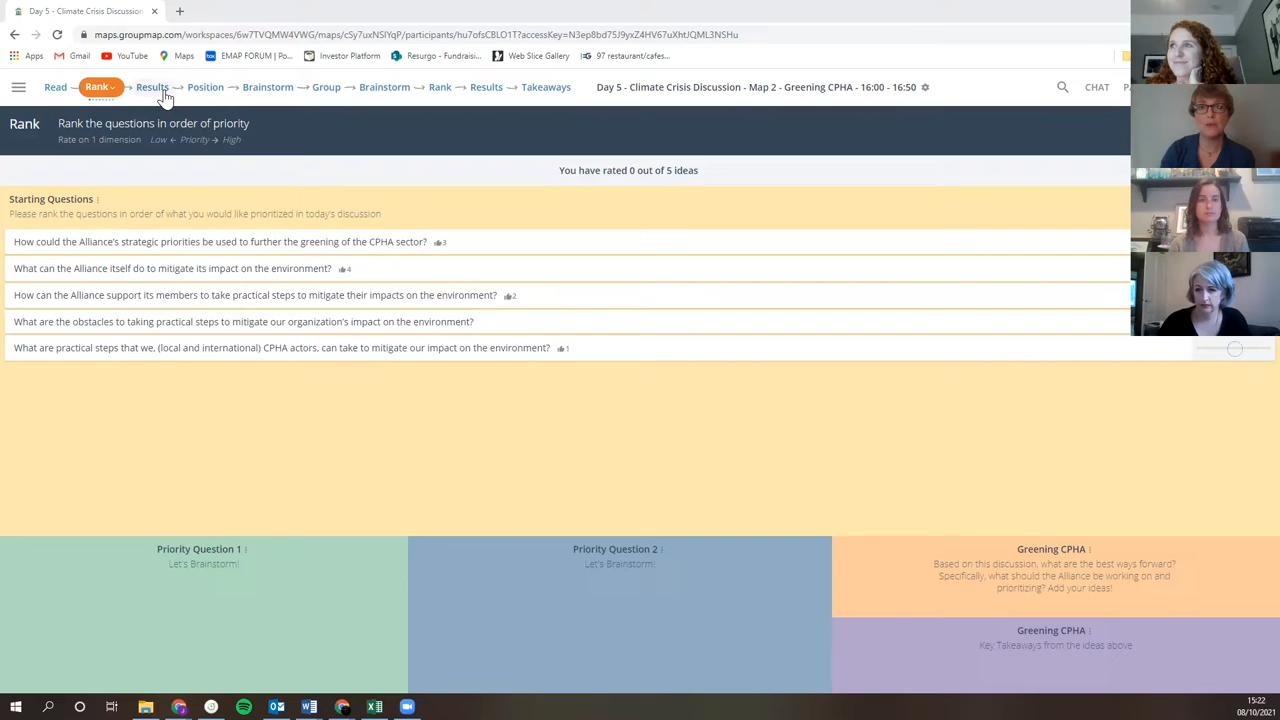 Day 5 - Climate Crisis Discussion -
maps.groupmap.com/workspaces/6w7TVQMW4VWG/maps/cSy7uxNSIYqP/participants/hu7ofsCBLO1T?accessKey=N3ep8bd75J9yxZ4HV67uXhtJQML3NSHu
Apps Gmail YouTube Maps EMAP FORUM | Po... Investor Platform Resurgo - Fundraisi... Web Slice Gallery 97 restaurant/cafes...
Read Rank Results Position Brainstorm Group Brainstorm Rank Results Takeaways Day 5 - Climate Crisis Discussion - Map 2 - Greening CPHA - 16:00 - 16:50 CHAT
Rank Rank the questions in order of priority
Rate on 1 dimension Low ← Priority → High
You have rated 0 out of 5 ideas
Starting Questions
Please rank the questions in order of what you would like prioritized in today's discussion
How could the Alliance's strategic priorities be used to further the greening of the CPHA sector? 3
What can the Alliance itself do to mitigate its impact on the environment? 4
How can the Alliance support its members to take practical steps to mitigate their impacts on the environment? 2
What are the obstacles to taking practical steps to mitigate our organization's impact on the environment?
What are practical steps that we, (local and international) CPHA actors, can take to mitigate our impact on the environment? 1
Priority Question 1
Let's Brainstorm!
Priority Question 2
Let's Brainstorm!
Greening CPHA
Based on this discussion, what are the best ways forward?
Specifically, what should the Alliance be working on and
prioritizing? Add your ideas!
Greening CPHA
Key Takeaways from the ideas above
15:22
08/10/2021